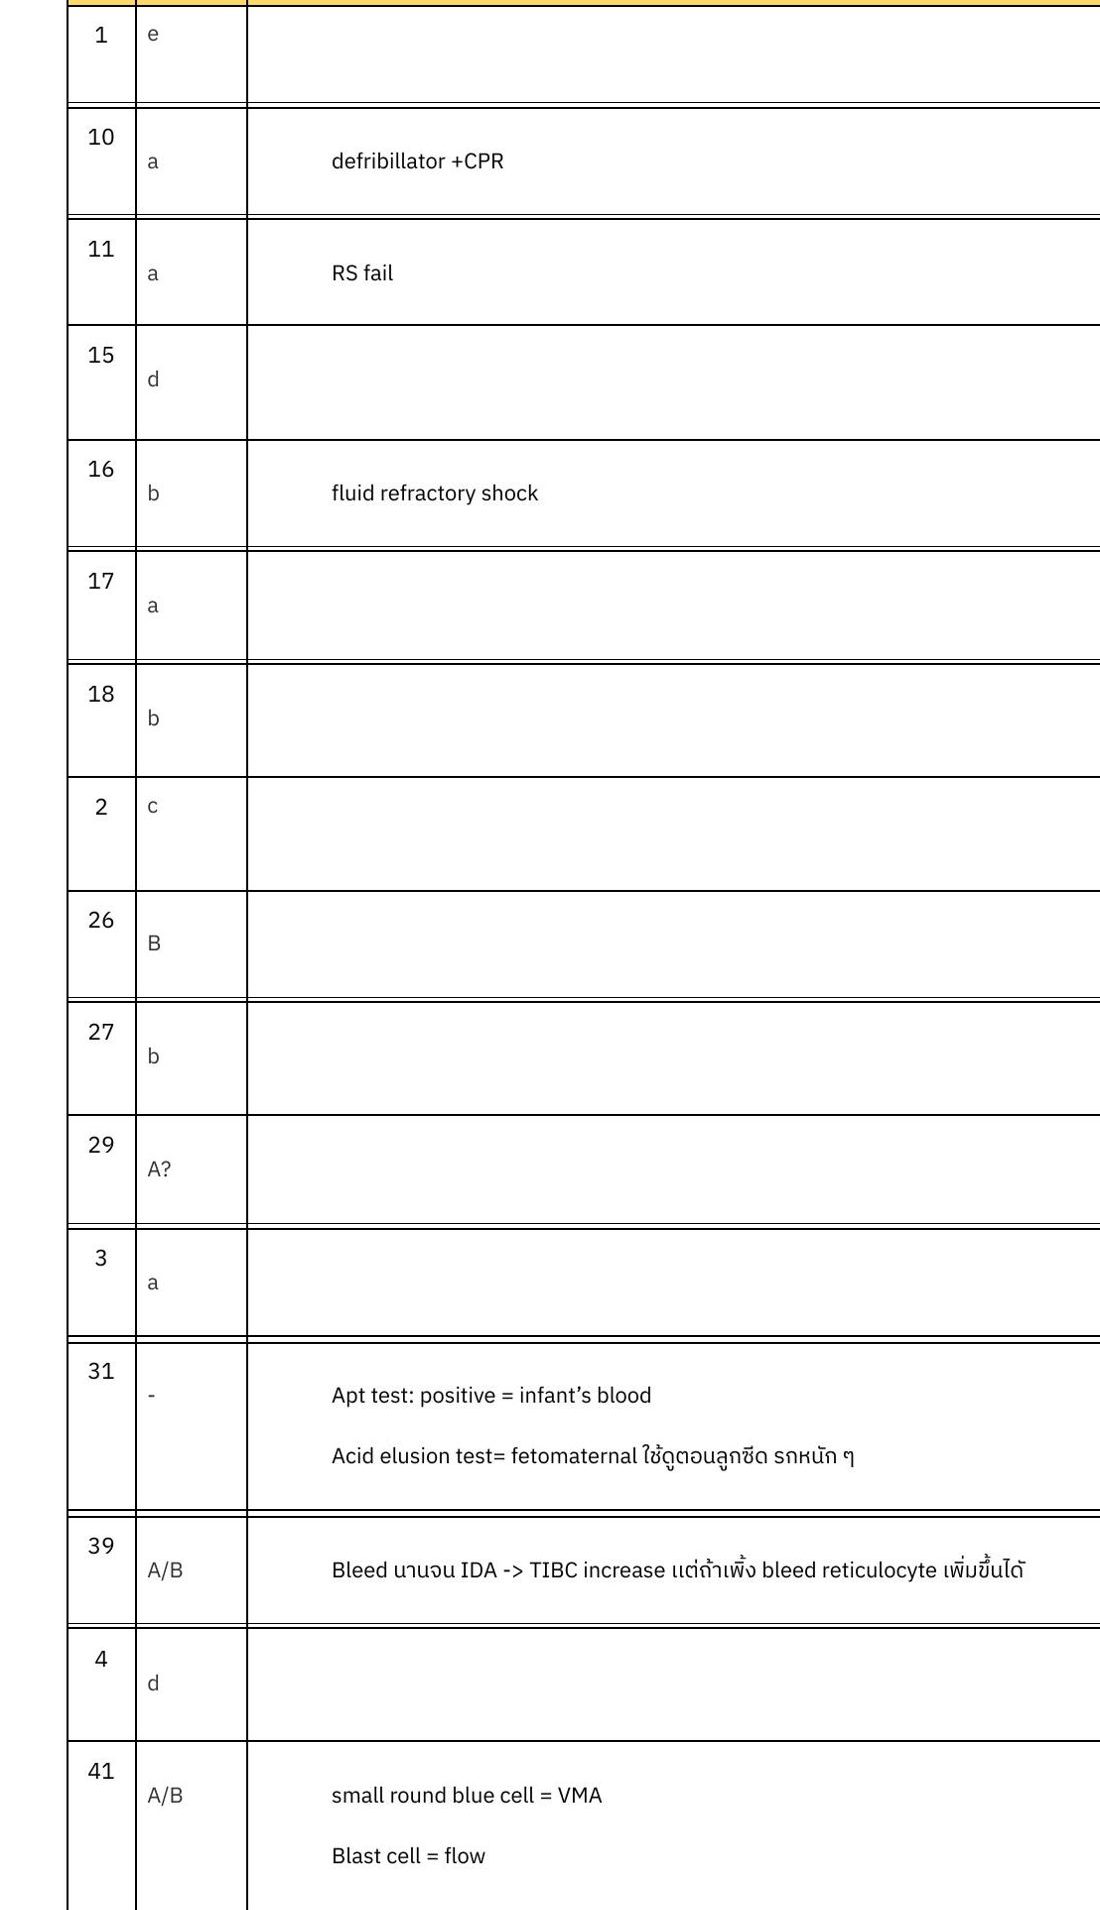 1 e
10
a defribillator +CPR
11
a RS fail
15
d
16
b fluid refractory shock
17
a
18
b
2 c
26
B
27
b
29
A?
3
a
31
- Apt test: positive = infant’s blood
Acid elusion test= fetomaternal ใช้ดูตอนลูกซีด รกหนัก ๆ
39
A/B Bleed นานจน IDA -> TIBC increase แต่ถ้าเพิ้ง bleed reticulocyte เพิ่มขึ้นได้
4
d
41
A/B small round blue cell = VMA
Blast cell = flow